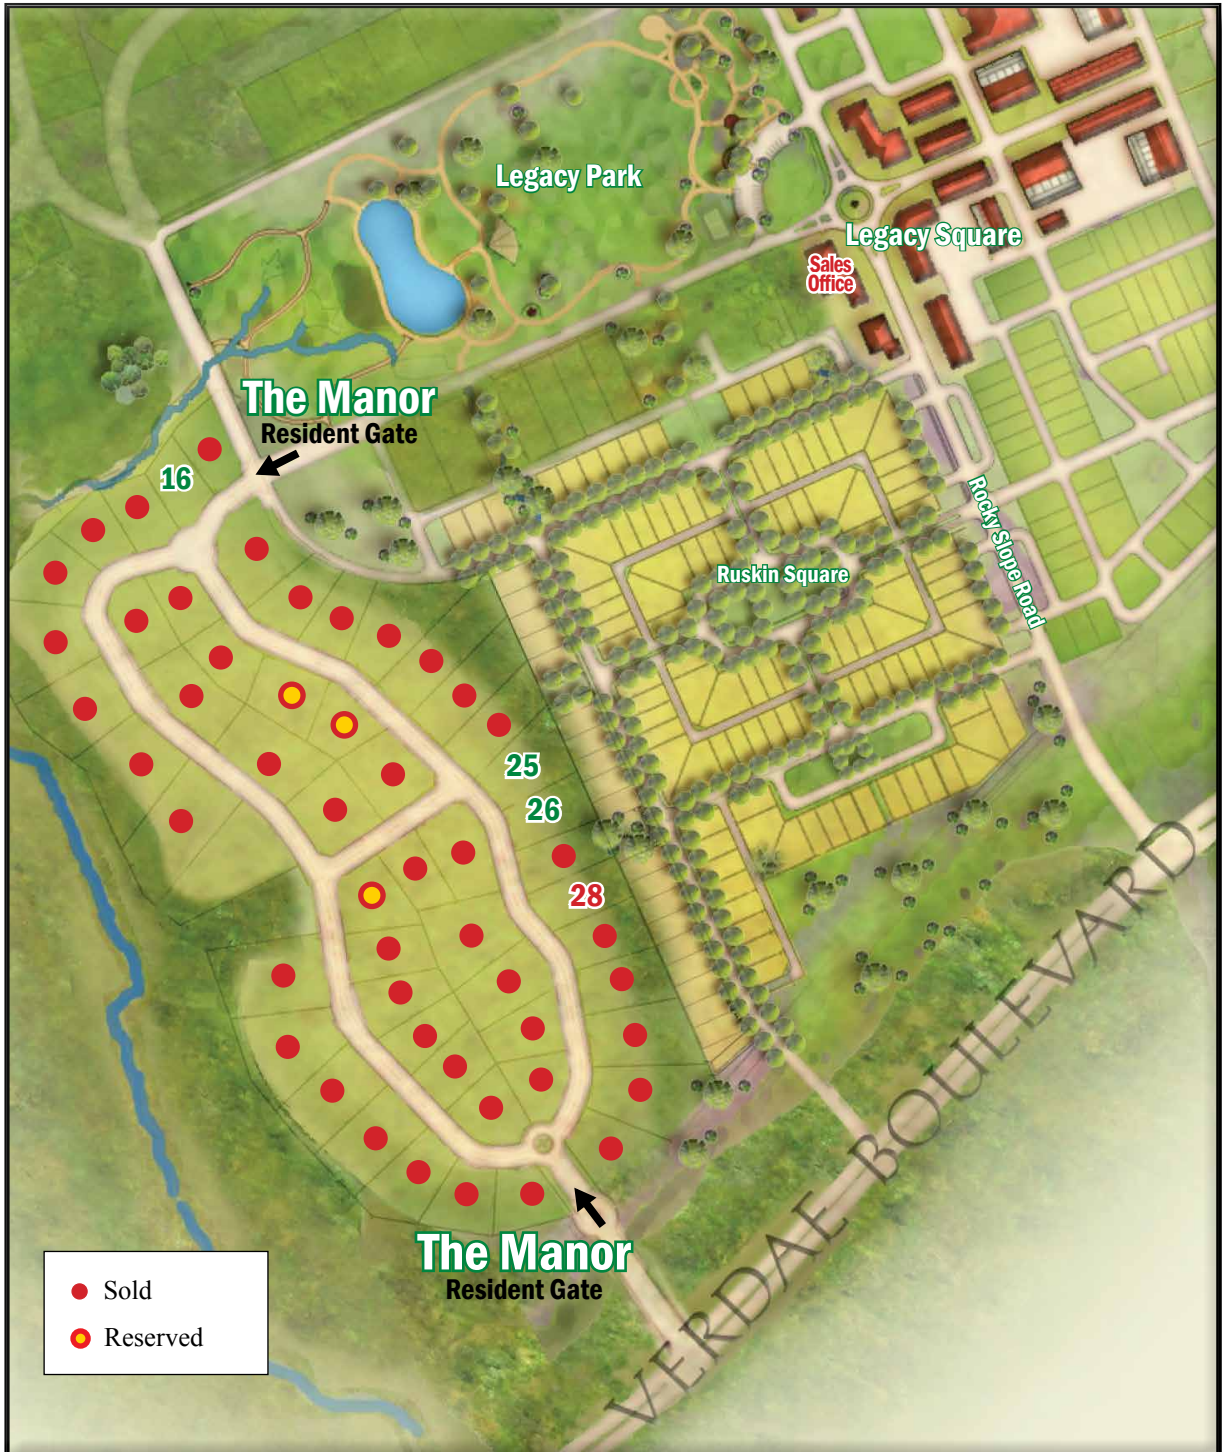 Legacy Park
Legacy Square
Sales
Office
The Manor
Resident Gate
16
Rocky Slope Road
Ruskin Square
25
26
28
VERDAE BOULEVARD
The Manor
Resident Gate
Sold
Reserved